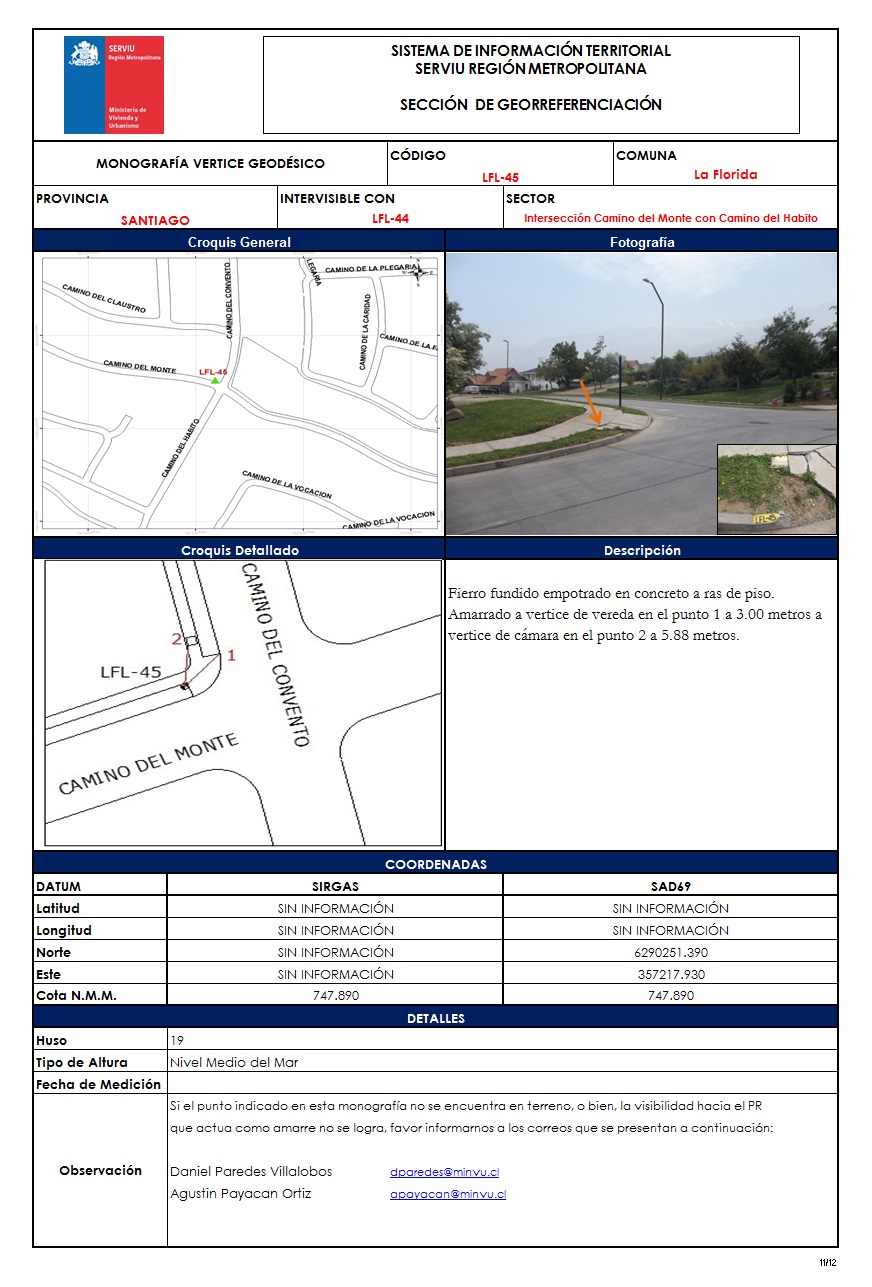 SERVIU
Región Metropolitana
Ministerio de
Vivienda y
Urbanismo
SISTEMA DE INFORMACIÓN TERRITORIAL
SERVIU REGIÓN METROPOLITANA
SECCIÓN DE GEORREFERENCIACIÓN
MONOGRAFÍA VERTICE GEODÉSICO
CÓDIGO
LFL-45
COMUNA
La Florida
PROVINCIA
SANTIAGO
INTERVISIBLE CON
LFL-44
SECTOR
Intersección Camino del Monte con Camino del Habito
Croquis General
CAMINO DEL CLAUSTRO
CAMINO DEL CONVENTO
LEGARIA
CAMINO DE LA PLEGARIA
N
E
S
CAMINO DE LA CARIDAD
CAMINO DE LA F
CAMINO DEL MONTE
LFL-45
CAMINO DEL HABITO
CAMINO DE LA VOCACION
CAMINO DE LA VOCACION
Fotografía
LFL-45
Croquis Detallado
CAMINO DEL CONVENTO
2
1
LFL-45
CAMINO DEL MONTE
Descripción
Fierro fundido empotrado en concreto a ras de piso.
Amarrado a vertice de vereda en el punto 1 a 3.00 metros a
vertice de cámara en el punto 2 a 5.88 metros.
COORDENADAS
DATUM SIRGAS SAD69
Latitud SIN INFORMACIÓN SIN INFORMACIÓN
Longitud SIN INFORMACIÓN SIN INFORMACIÓN
Norte SIN INFORMACIÓN 6290251.390
Este SIN INFORMACIÓN 357217.930
Cota N.M.M. 747.890 747.890
DETALLES
Huso 19
Tipo de Altura Nivel Medio del Mar
Fecha de Medición
Observación
Si el punto indicado en esta monografía no se encuentra en terreno, o bien, la visibilidad hacia el PR
que actua como amarre no se logra, favor informarnos a los correos que se presentan a continuación:
Daniel Paredes Villalobos dparedes@minvu.cl
Agustin Payacan Ortiz apayacan@minvu.cl
11/12